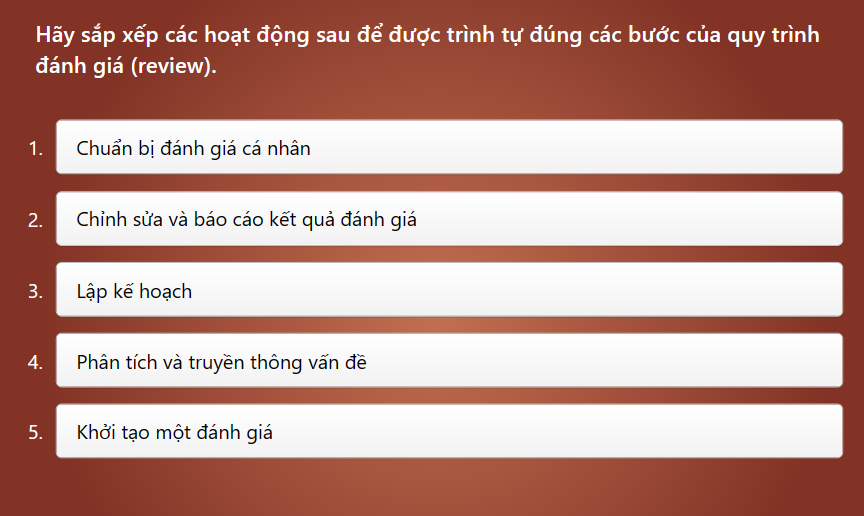 Hãy sắp xếp các hoạt động sau để được trình tự đúng các bước của quy trình
đánh giá (review).
1. Chuẩn bị đánh giá cá nhân
2. Chỉnh sửa và báo cáo kết quả đánh giá
3. Lập kế hoạch
4. Phân tích và truyền thông vấn đề
5. Khởi tạo một đánh giá